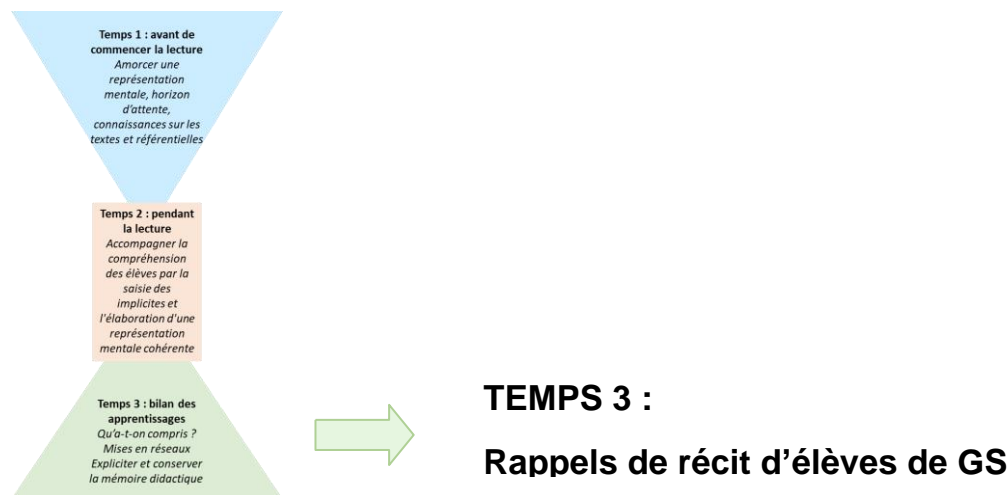 Temps 1 : avant de
commencer la lecture
Amorcer une
représentation
mentale, horizon
d'attente,
connaissances sur les
textes et référentielles
Temps 2 : pendant
la lecture
Accompagner la
compréhension
des élèves par la
saisie des
implicites et
l'élaboration d'une
représentation
mentale cohérente
Temps 3 : bilan des
apprentissages
Qu'a-t-on compris ?
Mises en réseaux
Expliciter et conserver
la mémoire didactique
TEMPS 3 :
Rappels de récit d'élèves de GS